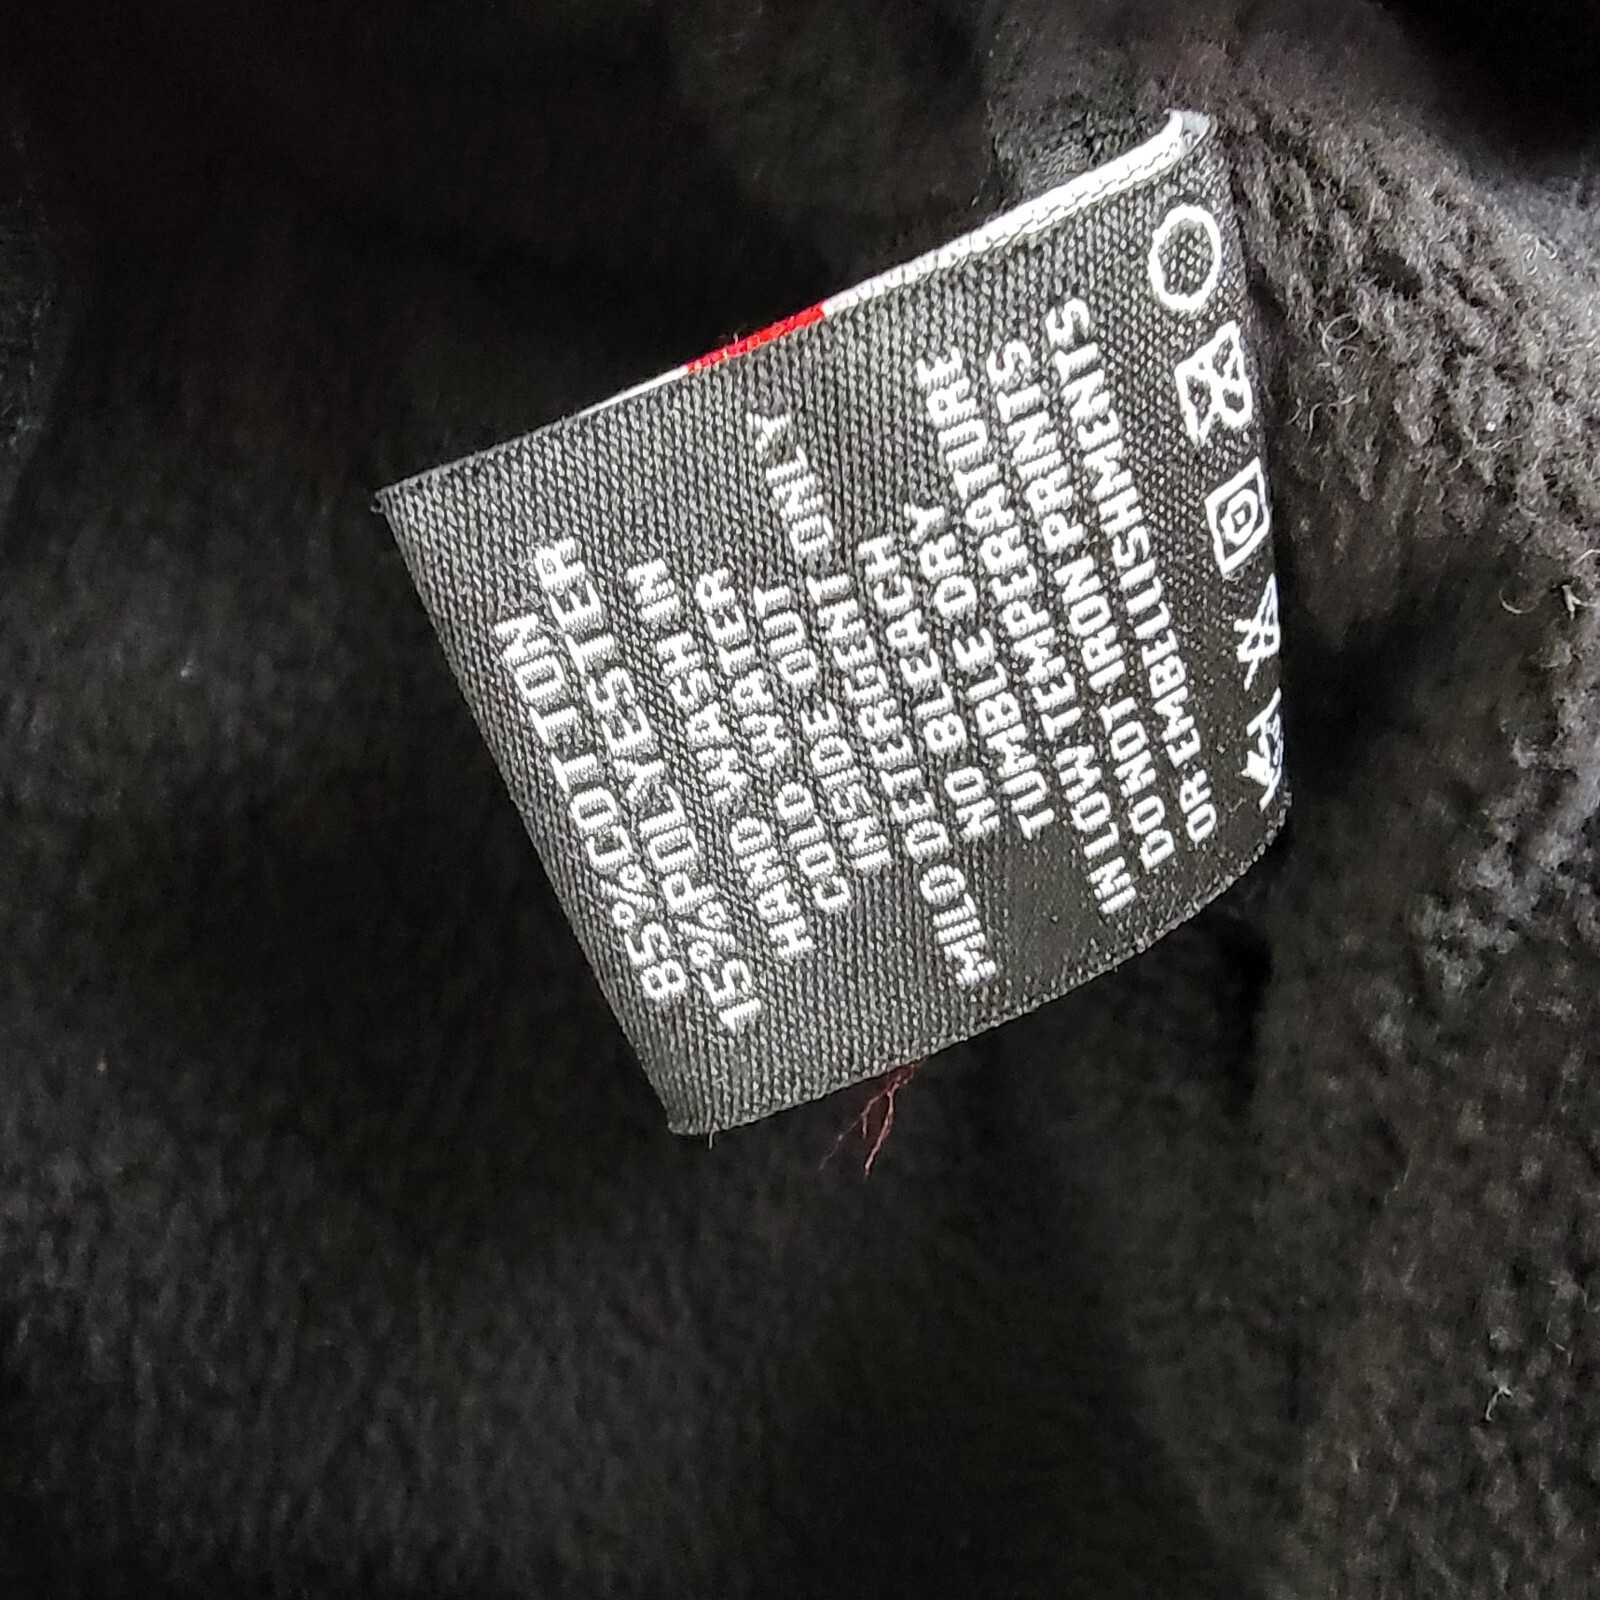 85%COTTON
15%POLYESTER
HAND WASH IN
COLD WATER
INSIDE OUT
MILD DETERGENT ONLY
NO BLEACH
TUMBLE DRY
IN LOW TEMPERATURE
DO NOT IRON PRINTS
OR EMBELLISHMENTS